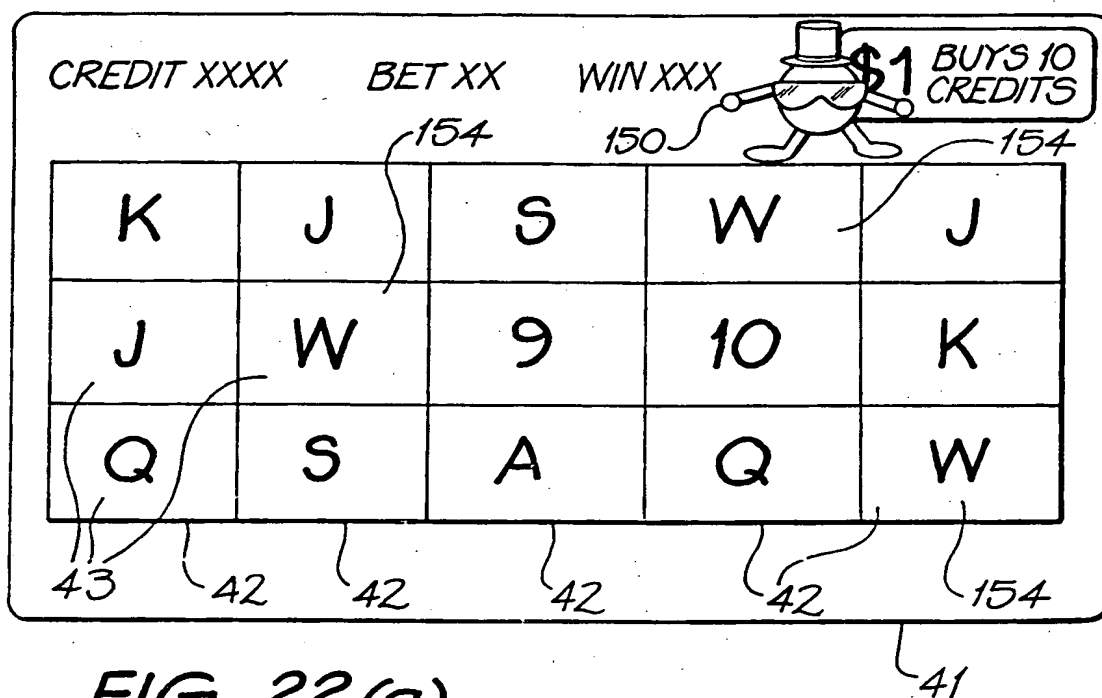 CREDIT XXXX BET XX WIN XXX $1 BUYS 10
CREDITS
154 150 154
K J S W J
J W 9 10 K
Q S A Q W
43 42 42 42 42 154
41
FIG. 22(a)